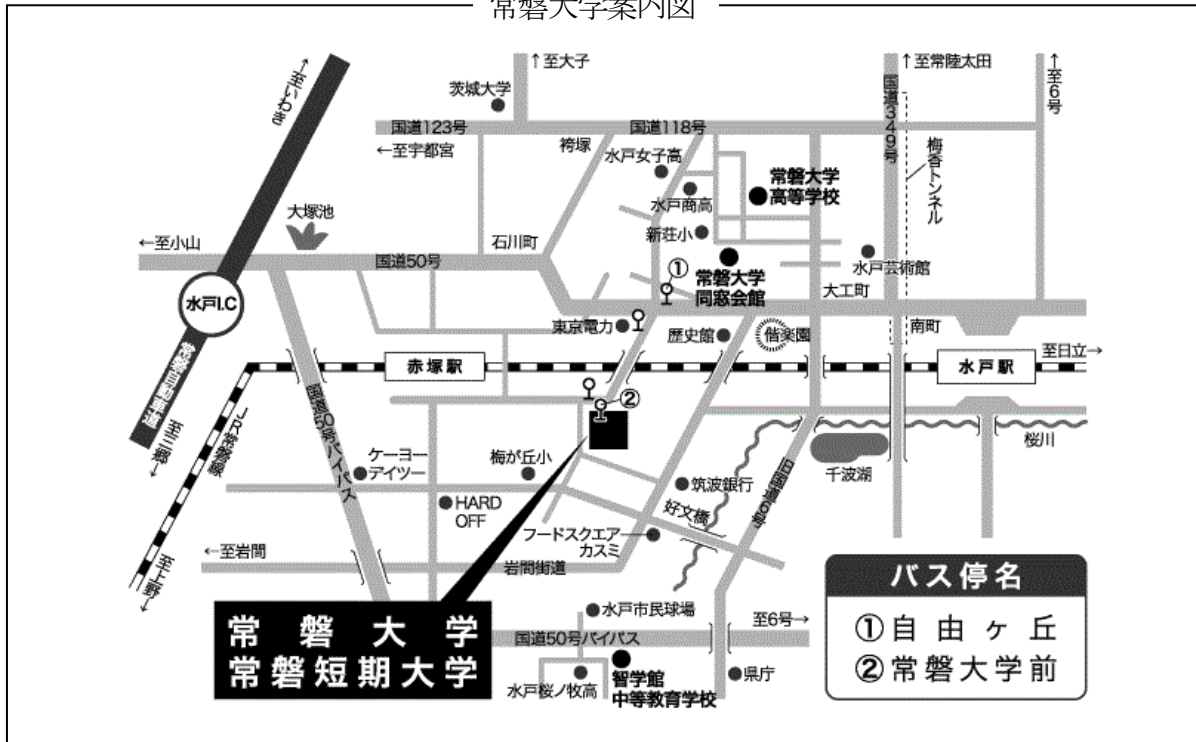 常磐大学案内図
↑至大子
↑至常陸太田
↑至6号
↑至いわき
茨城大学
国道123号
国道118号
国道349号
←至宇都宮
袴塚
水戸女子高
常磐大学
高等学校
梅香トンネル
水戸商高
大塚池
新荘小
←至小山
石川町
国道50号
水戸芸術館
①
常磐大学
同窓会館
大工町
水戸I.C
東京電力
歴史館
偕楽園
南町
常磐自動車道
赤塚駅
水戸駅
至日立→
②
国道50号バイパス
JR常磐線
至三郷→
桜川
千波湖
ケーヨー
デイツー
梅が丘小
筑波銀行
旧国道6号
HARD
OFF
好文橋
フードスクエア
カスミ
←至岩間
岩間街道
至上野→
常磐大学
常磐短期大学
水戸市民球場
国道50号バイパス
至6号→
智学館
中等教育学校
水戸桜ノ牧高
県庁
バス停名
①自由ヶ丘
②常磐大学前